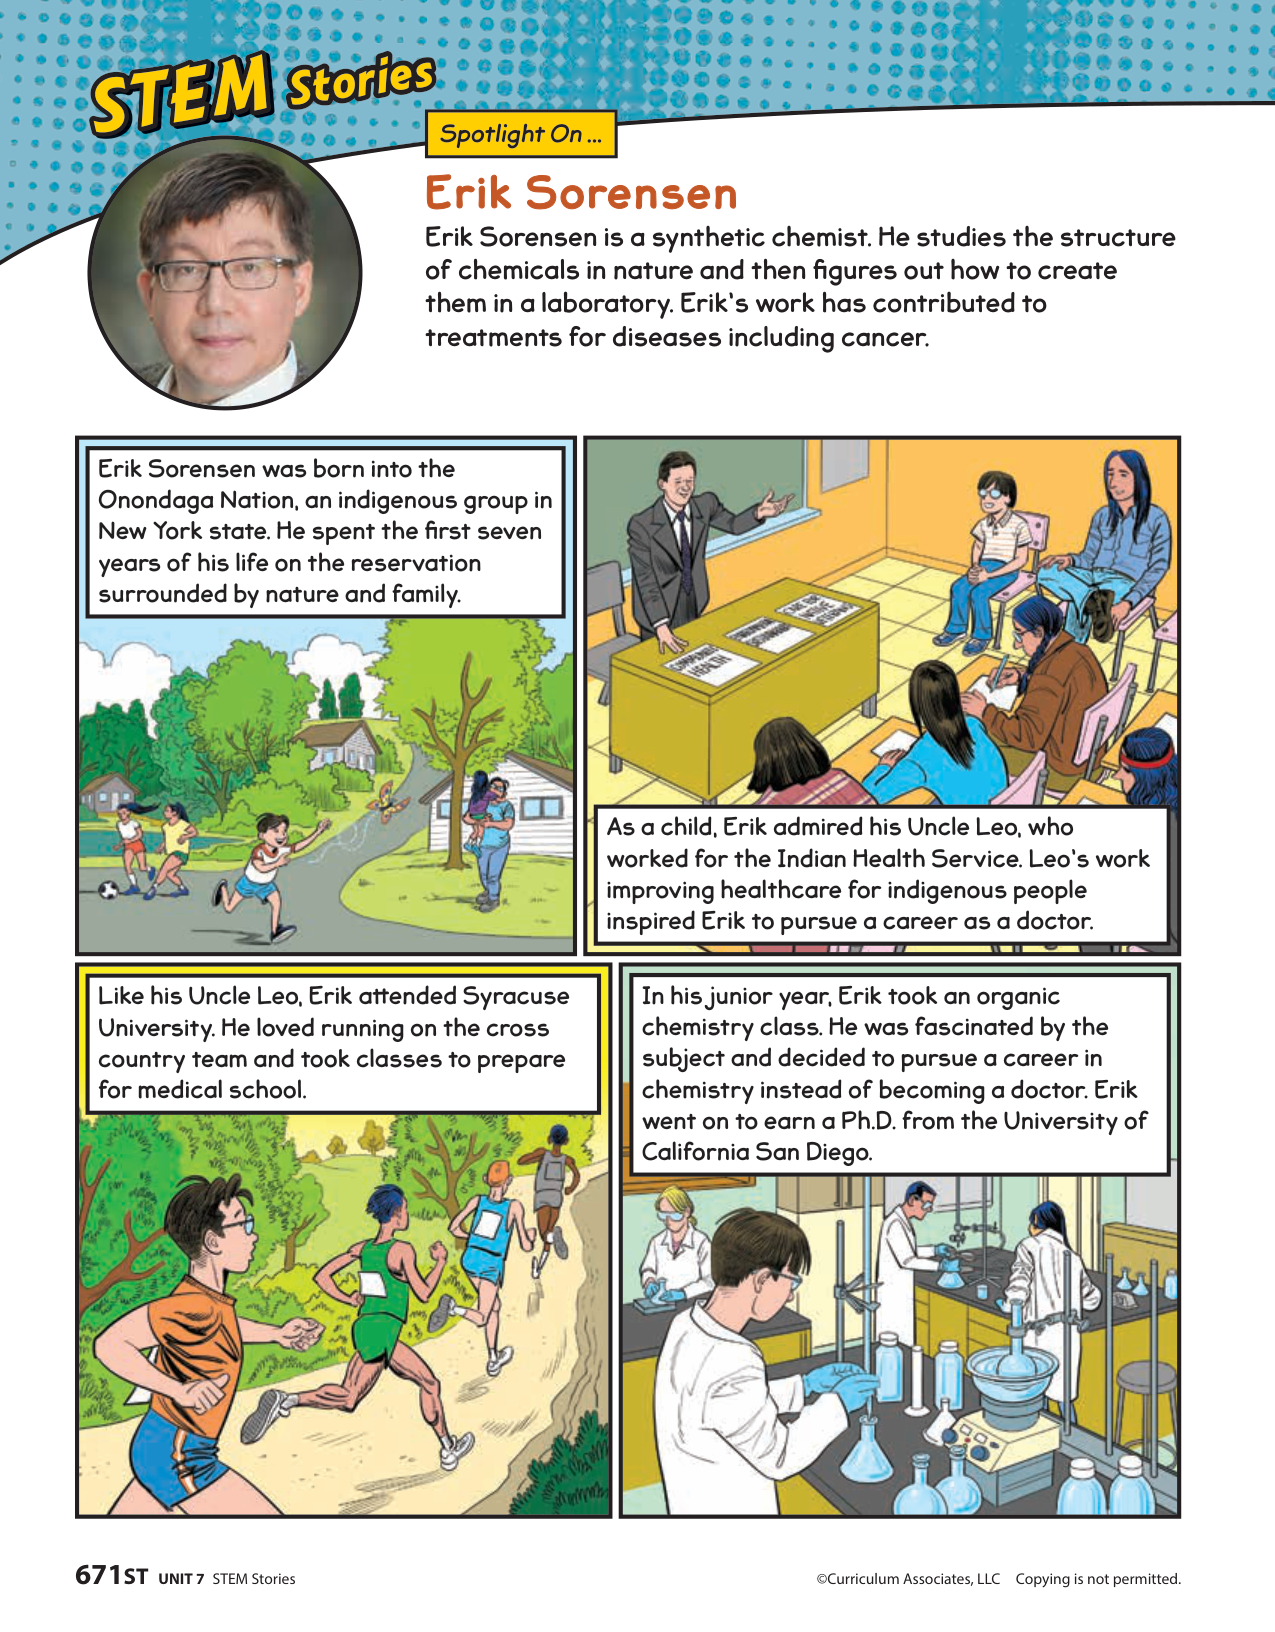 STEM Stories
Spotlight On ...
Erik Sorensen
Erik Sorensen is a synthetic chemist. He studies the structure
of chemicals in nature and then figures out how to create
them in a laboratory. Erik's work has contributed to
treatments for diseases including cancer.
Erik Sorensen was born into the
Onondaga Nation, an indigenous group in
New York state. He spent the first seven
years of his life on the reservation
surrounded by nature and family.
COMMUNITY
HEALTH
As a child, Erik admired his Uncle Leo, who
worked for the Indian Health Service. Leo's work
improving healthcare for indigenous people
inspired Erik to pursue a career as a doctor.
Like his Uncle Leo, Erik attended Syracuse
University. He loved running on the cross
country team and took classes to prepare
for medical school.
In his junior year, Erik took an organic
chemistry class. He was fascinated by the
subject and decided to pursue a career in
chemistry instead of becoming a doctor. Erik
went on to earn a Ph.D. from the University of
California San Diego.
671ST UNIT 7 STEM Stories
©Curriculum Associates, LLC Copying is not permitted.